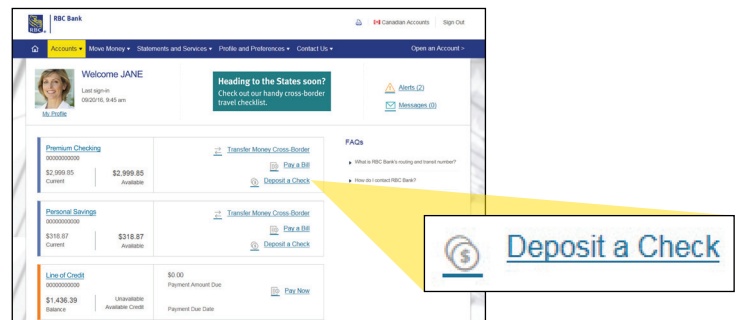 RBC
RBC Bank
Canadian Accounts Sign Out
Accounts Move Money Statements and Services Profile and Preferences Contact Us Open an Account >
Welcome JANE
Last sign-in
09/20/16, 9:45 am
My Profile
Heading to the States soon?
Check out our handy cross-border
travel checklist.
Alerts (2)
Messages (0)
Premium Checking
00000000000
$2,999.85 $2,999.85
Current Available
Transfer Money Cross-Border
Pay a Bill
Deposit a Check
FAQs
What is RBC Bank's routing and transit number?
How do I contact RBC Bank?
Personal Savings
00000000000
$318.87 $318.87
Current Available
Transfer Money Cross-Border
Pay a Bill
Deposit a Check
Line of Credit
00000000000
$1,436.39 Unavailable
Balance Available Credit
$0.00
Payment Amount Due
Payment Due Date
Pay Now
Deposit a Check